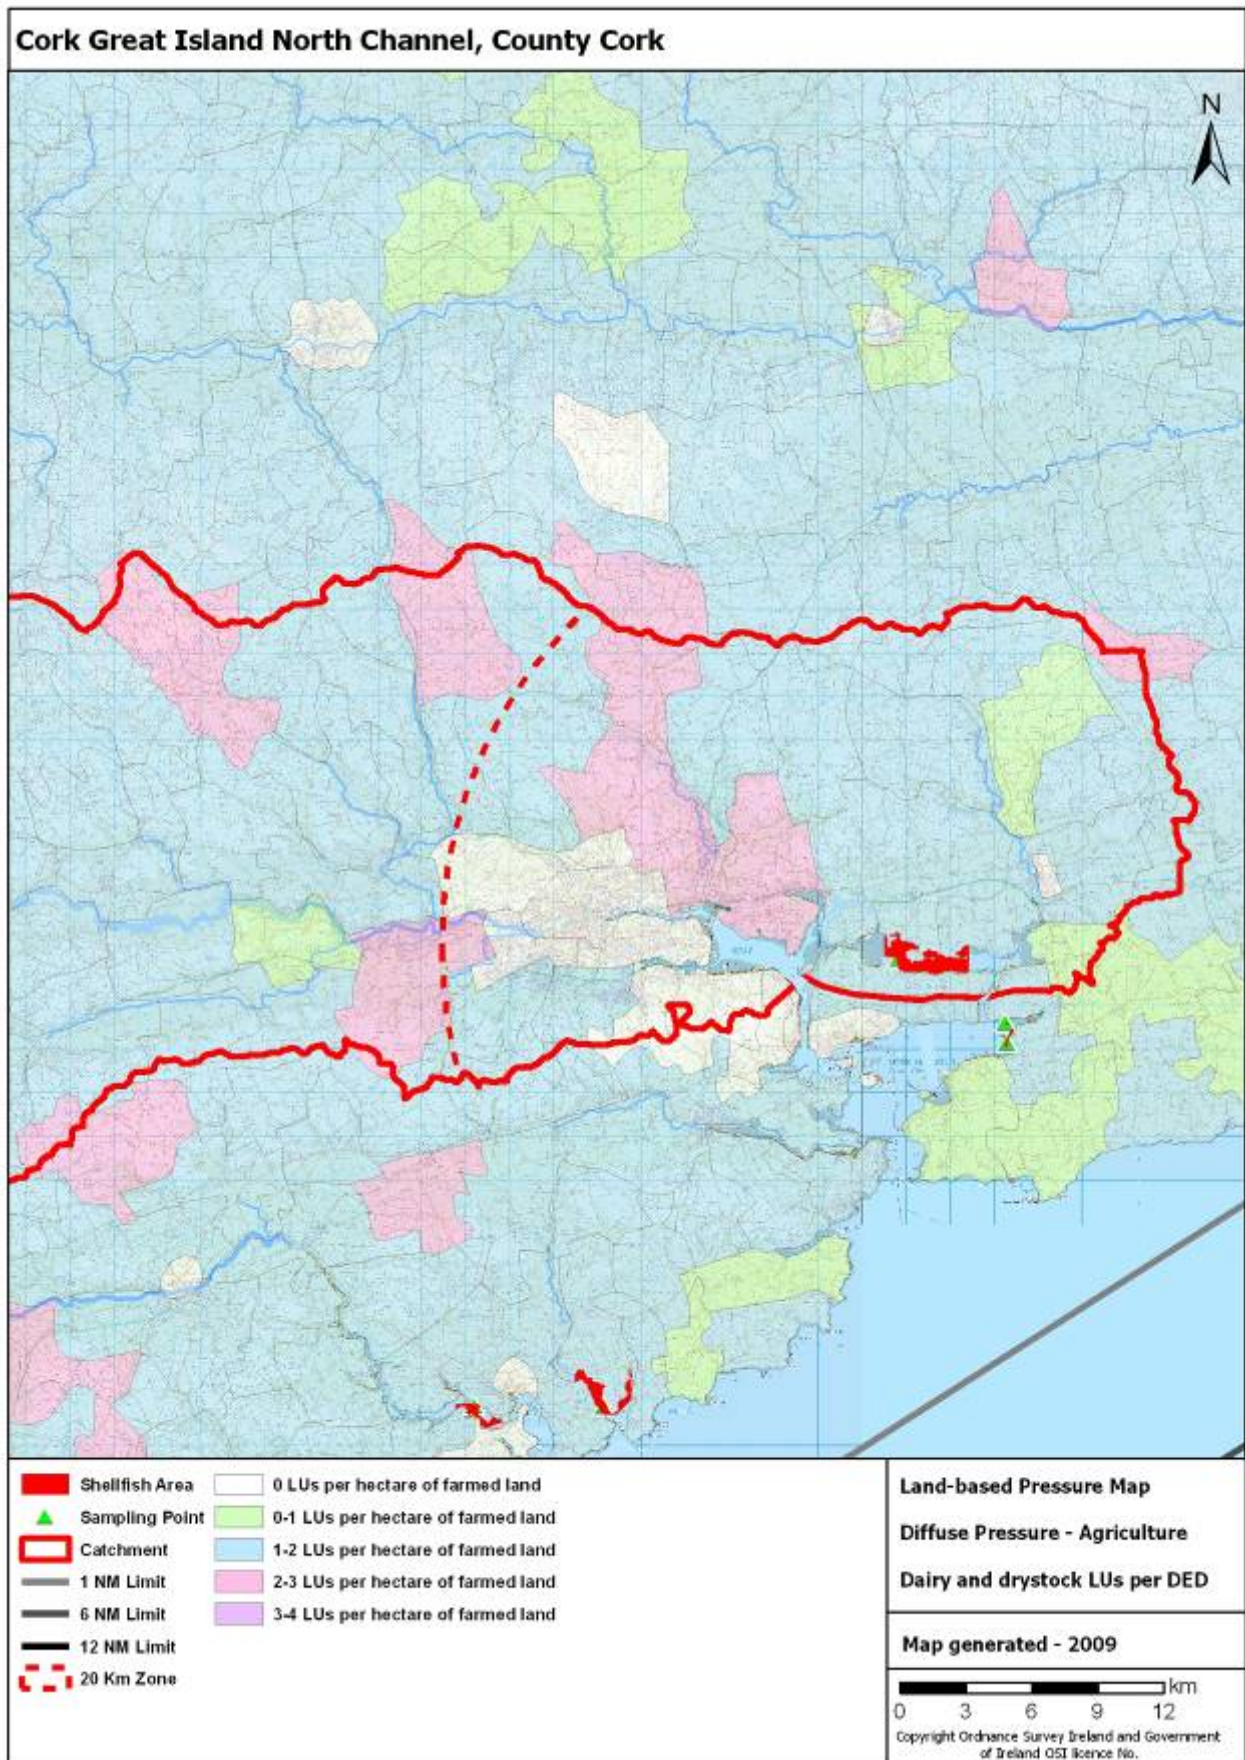 Cork Great Island North Channel, County Cork
N
Shellfish Area
Sampling Point
Catchment
1 NM Limit
6 NM Limit
12 NM Limit
20 Km Zone
0 LUs per hectare of farmed land
0-1 LUs per hectare of farmed land
1-2 LUs per hectare of farmed land
2-3 LUs per hectare of farmed land
3-4 LUs per hectare of farmed land
Land-based Pressure Map
Diffuse Pressure - Agriculture
Dairy and drystock LUs per DED
Map generated - 2009
km
0 3 6 9 12
Copyright Ordnance Survey Ireland and Government
of Ireland OSI licence No.